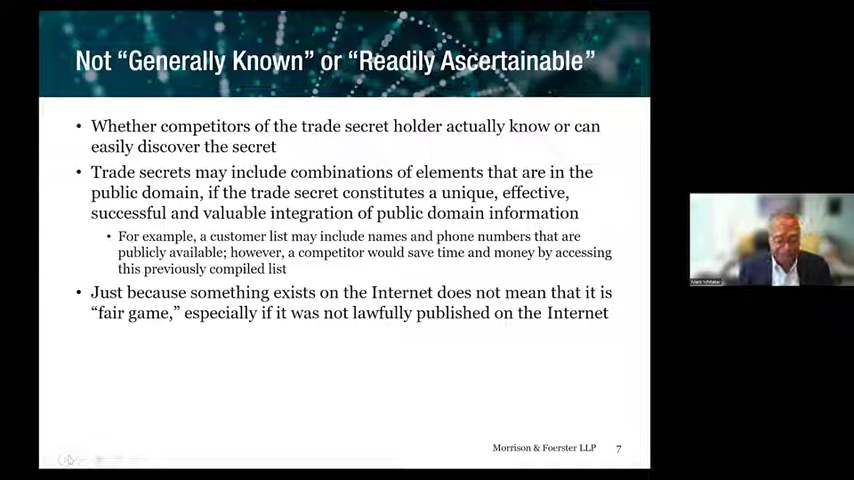 Not “Generally Known” or “Readily Ascertainable”
• Whether competitors of the trade secret holder actually know or can
easily discover the secret
• Trade secrets may include combinations of elements that are in the
public domain, if the trade secret constitutes a unique, effective,
successful and valuable integration of public domain information
• For example, a customer list may include names and phone numbers that are
publicly available; however, a competitor would save time and money by accessing
this previously compiled list
• Just because something exists on the Internet does not mean that it is
“fair game,” especially if it was not lawfully published on the Internet
Morrison & Foerster LLP 7
Mark Whitaker